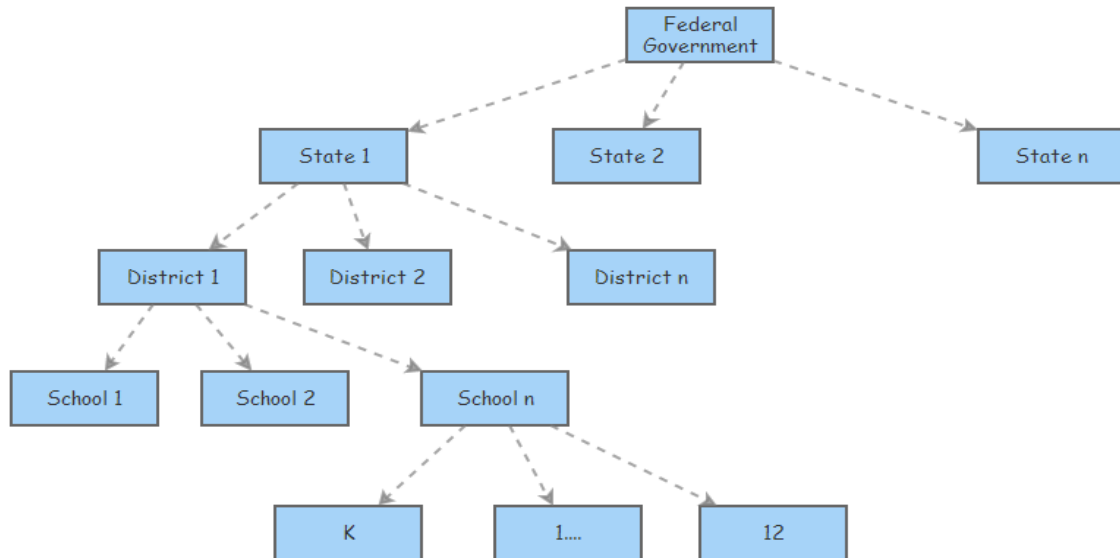 Federal
Government
State 1
State 2
State n
District 1
District 2
District n
School 1
School 2
School n
K
1....
12